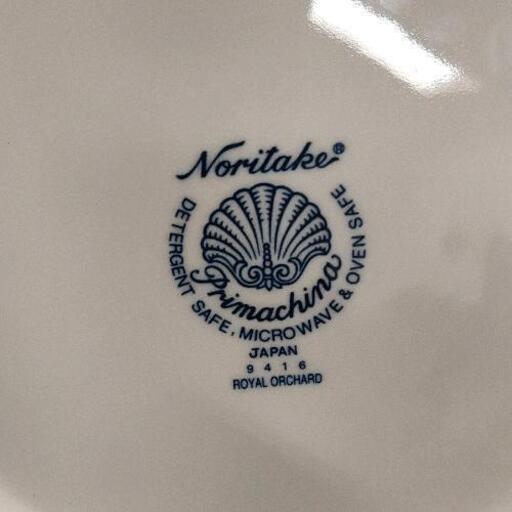 Noritake®
Primachina
DETERGENT SAFE, MICROWAVE & OVEN SAFE
JAPAN
9416
ROYAL ORCHARD